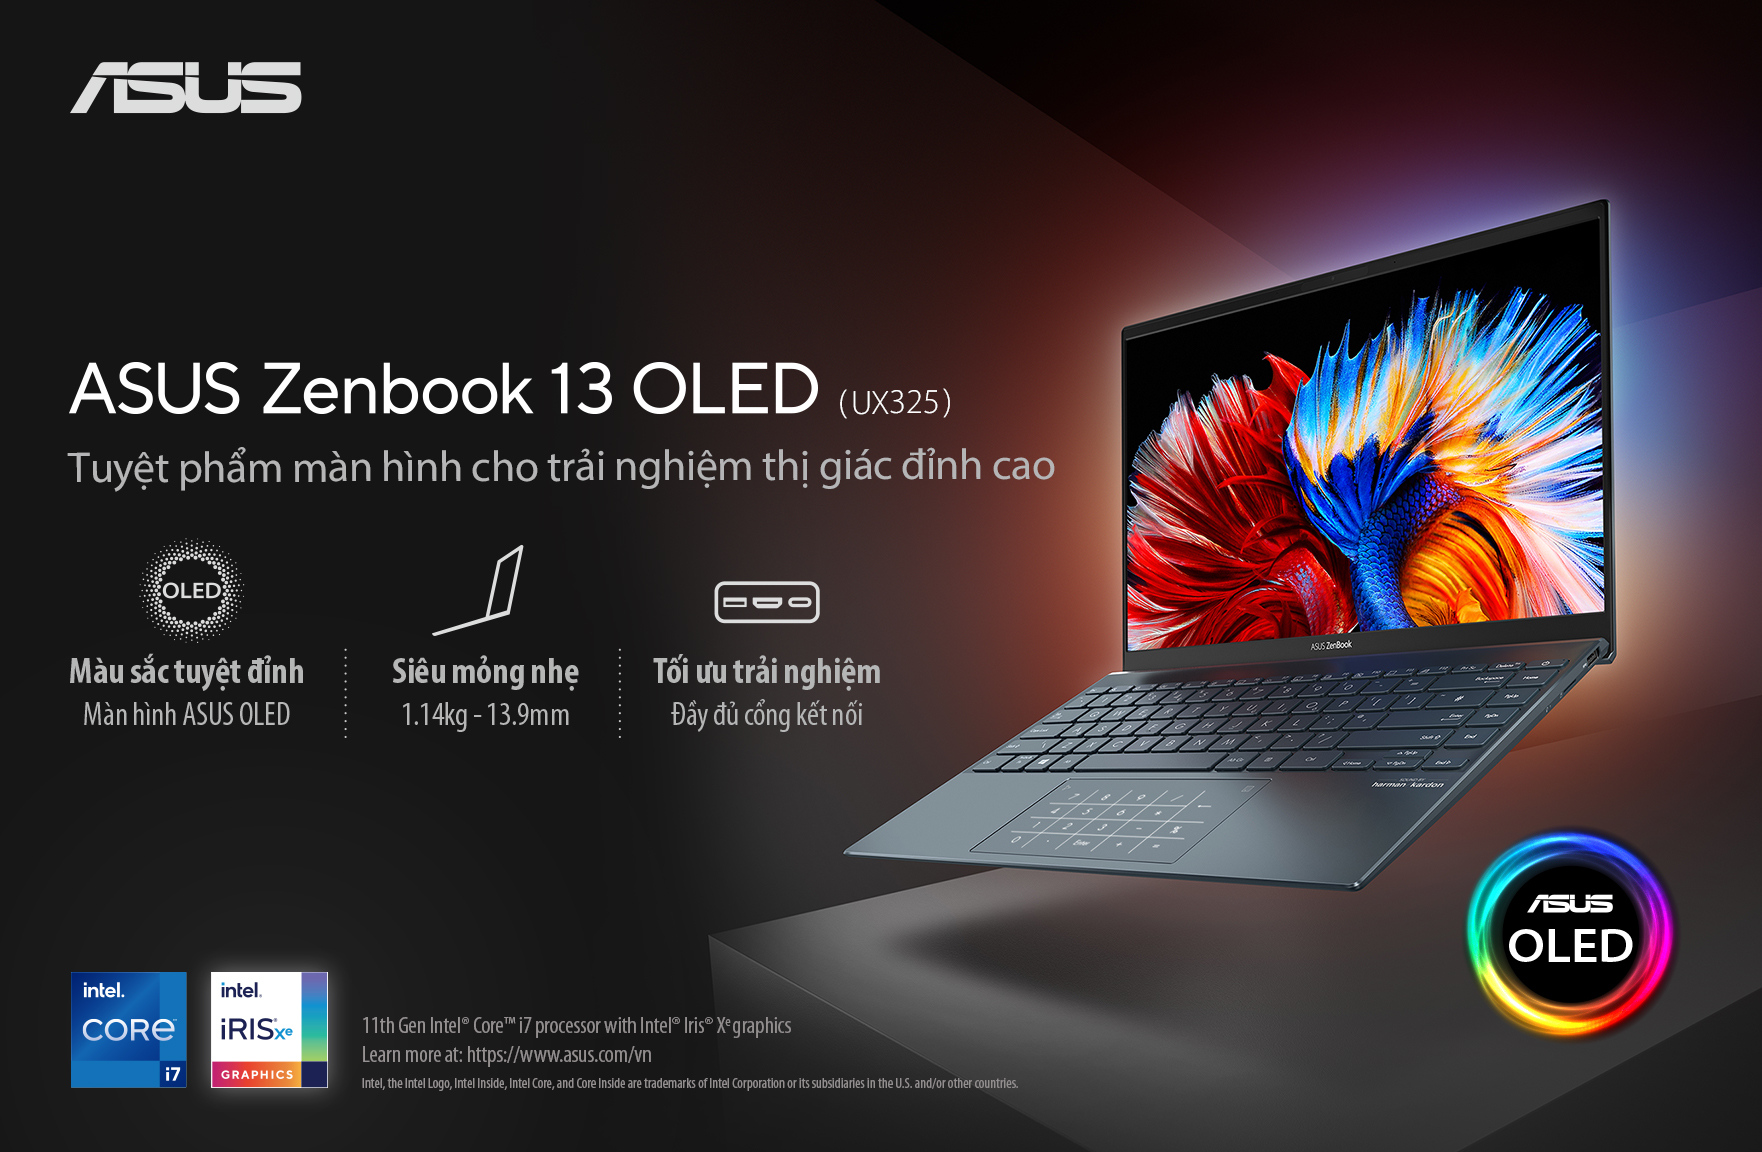 ASUS
ASUS Zenbook 13 OLED (UX325)
Tuyệt phẩm màn hình cho trải nghiệm thị giác đỉnh cao
OLED
Màu sắc tuyệt đỉnh
Màn hình ASUS OLED
Siêu mỏng nhẹ
1.14kg - 13.9mm
Tối ưu trải nghiệm
Đầy đủ cổng kết nối
ASUS ZenBook
SOUND BY
harman/kardon
ASUS
OLED
intel.
CORE™
i7
intel.
iRIS® Xe
GRAPHICS
11th Gen Intel® Core™ i7 processor with Intel® Iris® Xe graphics
Learn more at: https://www.asus.com/vn
Intel, the Intel Logo, Intel Inside, Intel Core, and Core Inside are trademarks of Intel Corporation or its subsidiaries in the U.S. and/or other countries.